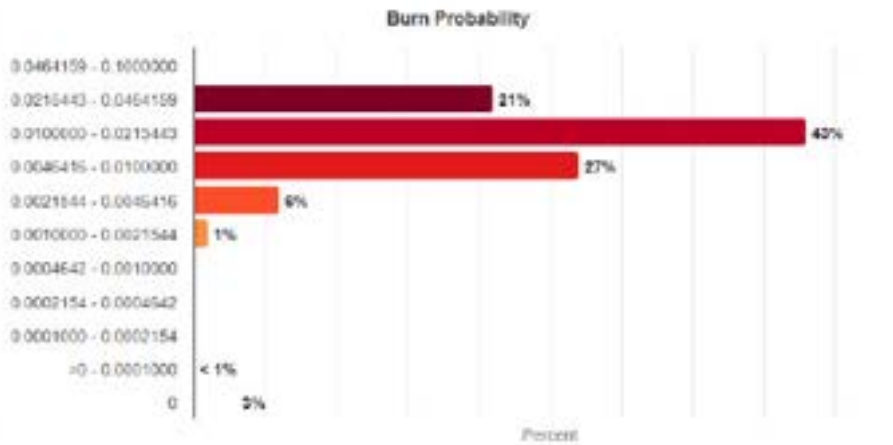 Burn Probability
0.0464159 - 0.1000000
0.0215443 - 0.0464159 21%
0.0100000 - 0.0215443 43%
0.0046416 - 0.0100000 27%
0.0021544 - 0.0046416 6%
0.0010000 - 0.0021544 1%
0.0004642 - 0.0010000
0.0002154 - 0.0004642
0.0001000 - 0.0002154
>0 - 0.0001000 < 1%
0 3%
Percent